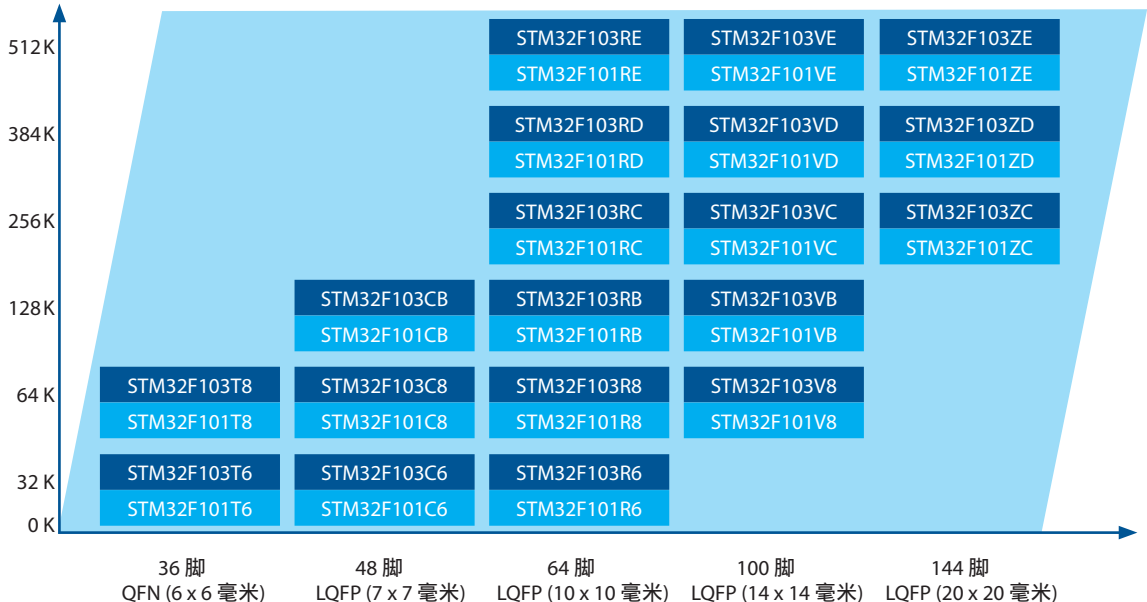 512 K
STM32F103RE STM32F103VE STM32F103ZE
STM32F101RE STM32F101VE STM32F101ZE
384 K
STM32F103RD STM32F103VD STM32F103ZD
STM32F101RD STM32F101VD STM32F101ZD
256 K
STM32F103RC STM32F103VC STM32F103ZC
STM32F101RC STM32F101VC STM32F101ZC
128 K
STM32F103CB STM32F103RB STM32F103VB
STM32F101CB STM32F101RB STM32F101VB
64 K
STM32F103T8 STM32F103C8 STM32F103R8 STM32F103V8
STM32F101T8 STM32F101C8 STM32F101R8 STM32F101V8
32 K
STM32F103T6 STM32F103C6 STM32F103R6
STM32F101T6 STM32F101C6 STM32F101R6
0 K
36 脚 48 脚 64 脚 100 脚 144 脚
QFN (6 x 6 毫米) LQFP (7 x 7 毫米) LQFP (10 x 10 毫米) LQFP (14 x 14 毫米) LQFP (20 x 20 毫米)